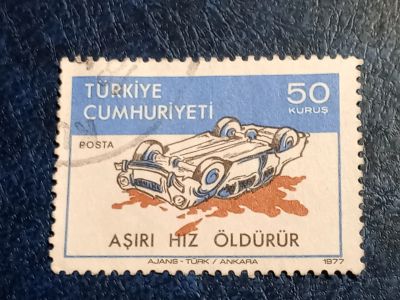 TÜRKİYE
CUMHURİYETİ
50
KURUŞ
POSTA
AŞIRI HIZ ÖLDÜRÜR
AJANS - TÜRK / ANKARA
1977